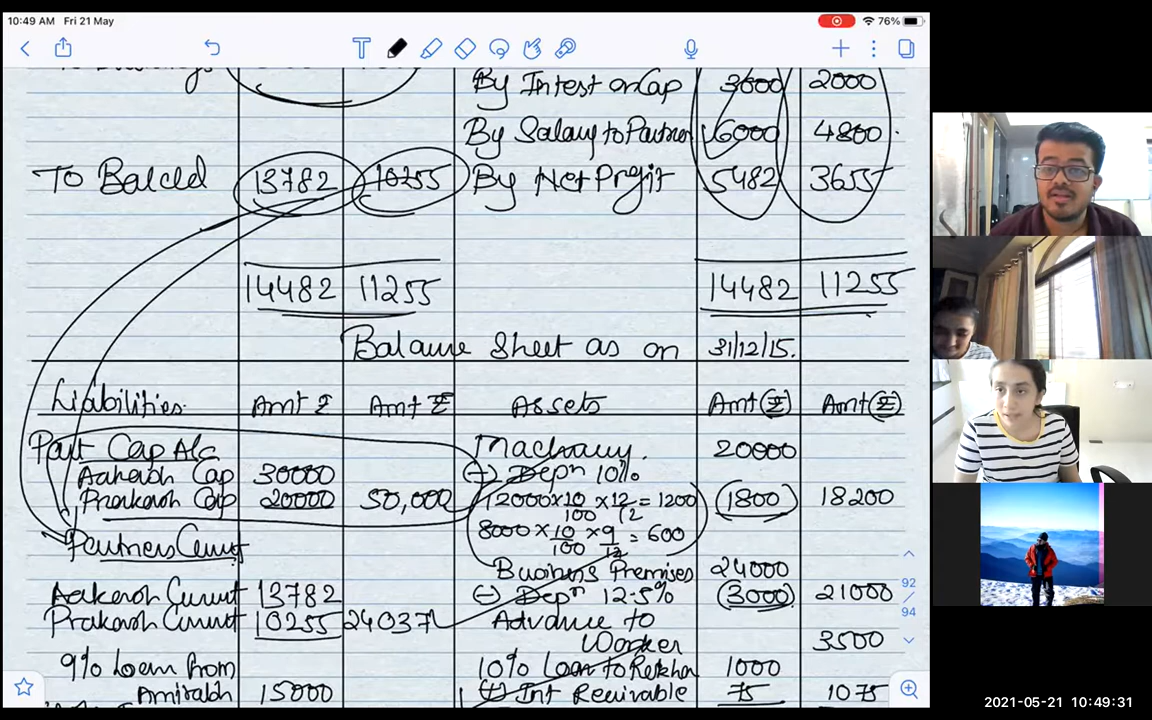 10:49 AM Fri 21 May
76%
By Intest on Cap 3000 2000
By Salary to Partner 6000 4800
To Balc/d 13782 10255 By Net Profit 5482 3655
14482 11255 14482 11255
Balance Sheet as on 31/12/15.
Liabilities Amt ₹ Amt ₹ Assets Amt (₹) Amt (₹)
Part Cap A/c Machinery. 20000
Aakash Cap 30000 (-) Depn 10%
Prakash Cap 20000 50,000 12000 × 10/100 × 12/12 = 1200 (1800) 18200
8000 × 10/100 × 9/12 = 600
Partners Current
Business Premises 24000
Aakash Current 13782 (-) Depn 12.5% (3000) 21000
Prakash Current 10255 24037 Advance to
Worker 3500
9% Loan from 10% Loan to Rekha 1000
Amitabh 15000 (+) Int Receivable 75 1075
92
/
94
2021-05-21 10:49:31